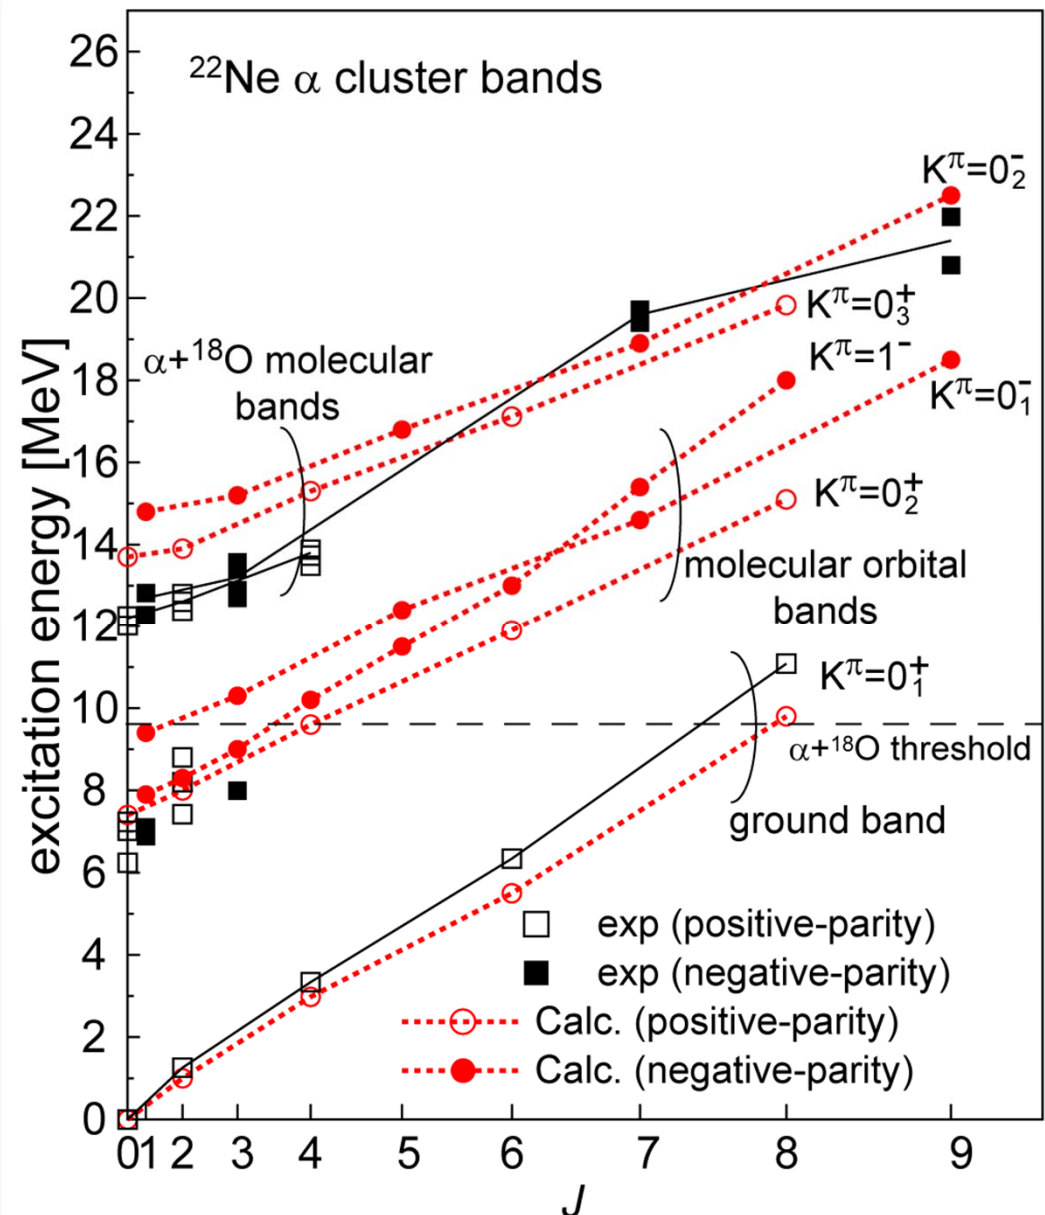 ²²Ne α cluster bands
excitation energy [MeV]
26
24
22
20
18
16
14
12
10
8
6
4
2
0
Kπ=0₂⁻
Kπ=0₃⁺
Kπ=1⁻
Kπ=0₁⁻
Kπ=0₂⁺
Kπ=0₁⁺
α+¹⁸O molecular
bands
molecular orbital
bands
α+¹⁸O threshold
ground band
exp (positive-parity)
exp (negative-parity)
Calc. (positive-parity)
Calc. (negative-parity)
0 1 2 3 4 5 6 7 8 9
J